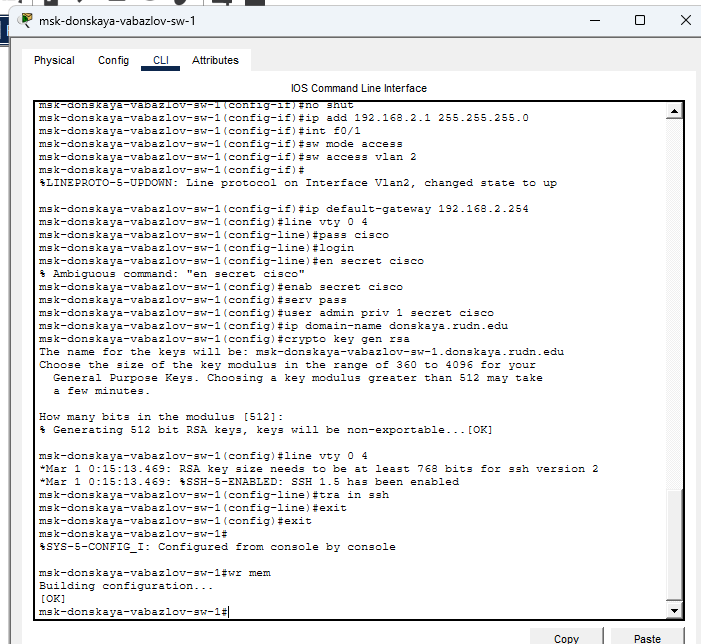 msk-donskaya-vabazlov-sw-1
Physical Config CLI Attributes
IOS Command Line Interface
msk-donskaya-vabazlov-sw-1(config-if)#no shut
msk-donskaya-vabazlov-sw-1(config-if)#ip add 192.168.2.1 255.255.255.0
msk-donskaya-vabazlov-sw-1(config-if)#int f0/1
msk-donskaya-vabazlov-sw-1(config-if)#sw mode access
msk-donskaya-vabazlov-sw-1(config-if)#sw access vlan 2
msk-donskaya-vabazlov-sw-1(config-if)#
%LINEPROTO-5-UPDOWN: Line protocol on Interface Vlan2, changed state to up
msk-donskaya-vabazlov-sw-1(config-if)#ip default-gateway 192.168.2.254
msk-donskaya-vabazlov-sw-1(config)#line vty 0 4
msk-donskaya-vabazlov-sw-1(config-line)#pass cisco
msk-donskaya-vabazlov-sw-1(config-line)#login
msk-donskaya-vabazlov-sw-1(config-line)#en secret cisco
% Ambiguous command: "en secret cisco"
msk-donskaya-vabazlov-sw-1(config-line)#enab secret cisco
msk-donskaya-vabazlov-sw-1(config)#serv pass
msk-donskaya-vabazlov-sw-1(config)#user admin priv 1 secret cisco
msk-donskaya-vabazlov-sw-1(config)#ip domain-name donskaya.rudn.edu
msk-donskaya-vabazlov-sw-1(config)#crypto key gen rsa
The name for the keys will be: msk-donskaya-vabazlov-sw-1.donskaya.rudn.edu
Choose the size of the key modulus in the range of 360 to 4096 for your
General Purpose Keys. Choosing a key modulus greater than 512 may take
a few minutes.
How many bits in the modulus [512]:
% Generating 512 bit RSA keys, keys will be non-exportable...[OK]
msk-donskaya-vabazlov-sw-1(config)#line vty 0 4
*Mar 1 0:15:13.469: RSA key size needs to be at least 768 bits for ssh version 2
*Mar 1 0:15:13.469: %SSH-5-ENABLED: SSH 1.5 has been enabled
msk-donskaya-vabazlov-sw-1(config-line)#tra in ssh
msk-donskaya-vabazlov-sw-1(config-line)#exit
msk-donskaya-vabazlov-sw-1(config)#exit
msk-donskaya-vabazlov-sw-1#
%SYS-5-CONFIG_I: Configured from console by console
msk-donskaya-vabazlov-sw-1#wr mem
Building configuration...
[OK]
msk-donskaya-vabazlov-sw-1#
Copy Paste